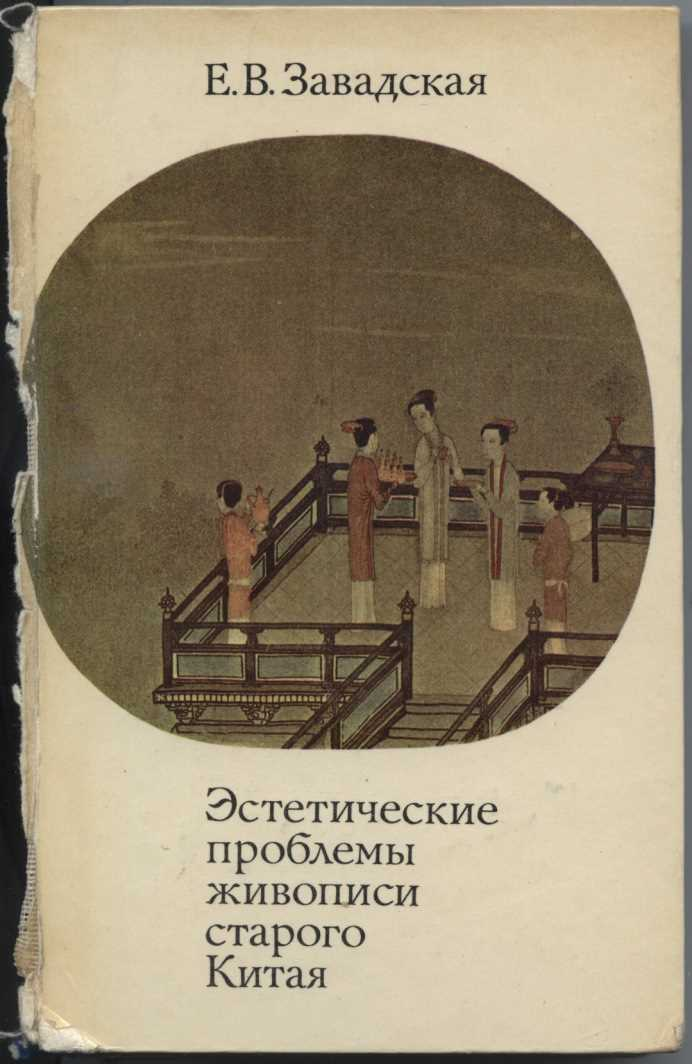 Е.В.Завадская
Эстетические
проблемы
живописи
старого
Китая